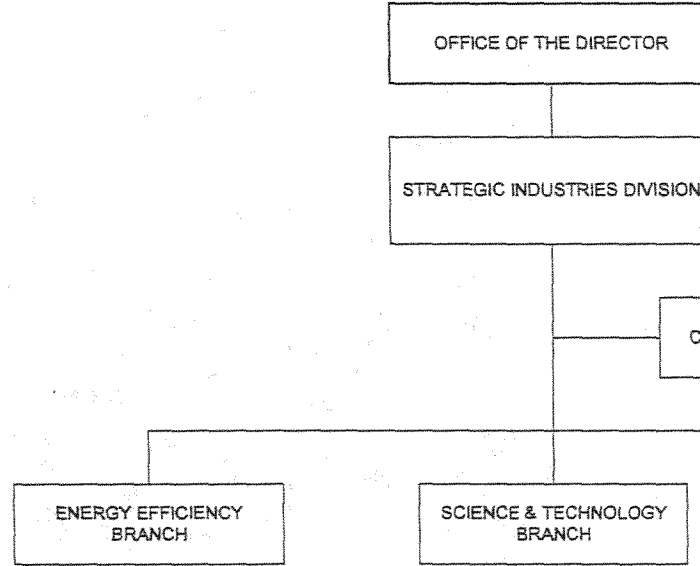 OFFICE OF THE DIRECTOR
STRATEGIC INDUSTRIES DIVISION
ENERGY EFFICIENCY
BRANCH
SCIENCE & TECHNOLOGY
BRANCH